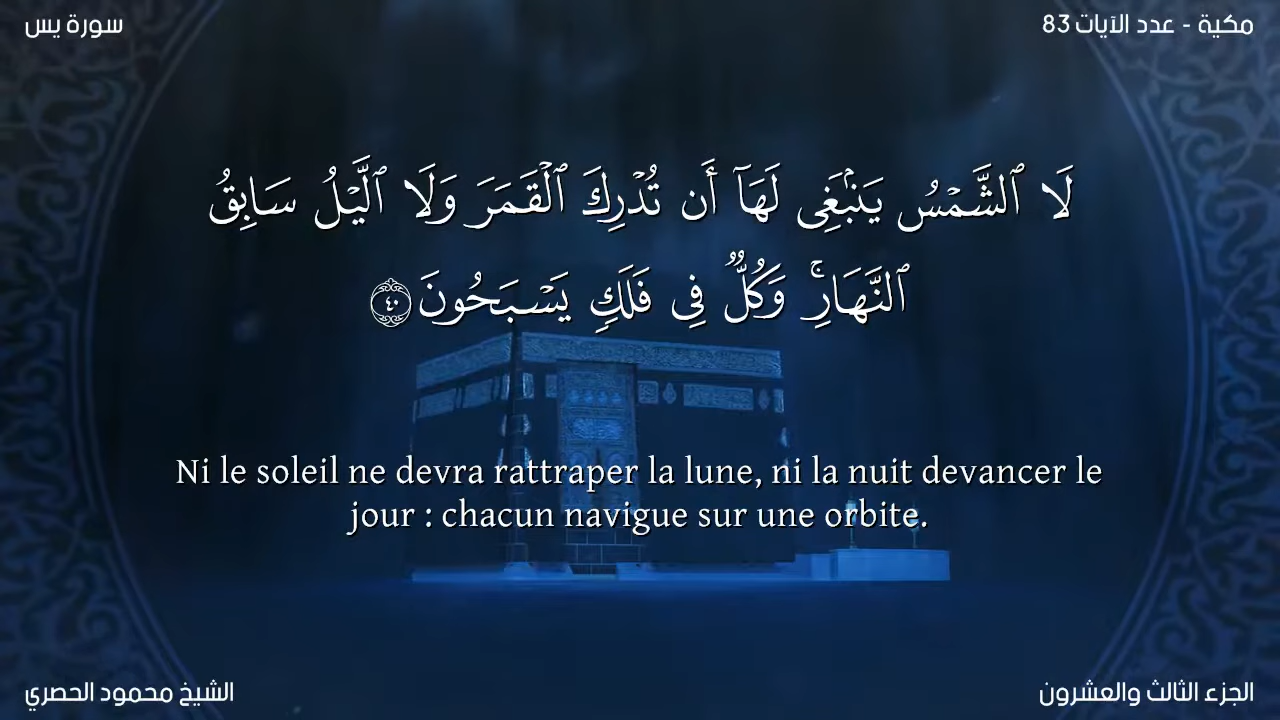 سورة يس
مكية - عدد الآيات 83
لَا ٱلشَّمْسُ يَنۢبَغِى لَهَآ أَن تُدْرِكَ ٱلْقَمَرَ وَلَا ٱلَّيْلُ سَابِقُ
ٱلنَّهَارِ ۚ وَكُلٌّ فِى فَلَكٍ يَسْبَحُونَ ٤٠
Ni le soleil ne devra rattraper la lune, ni la nuit devancer le
jour : chacun navigue sur une orbite.
الشيخ محمود الحصري
الجزء الثالث والعشرون